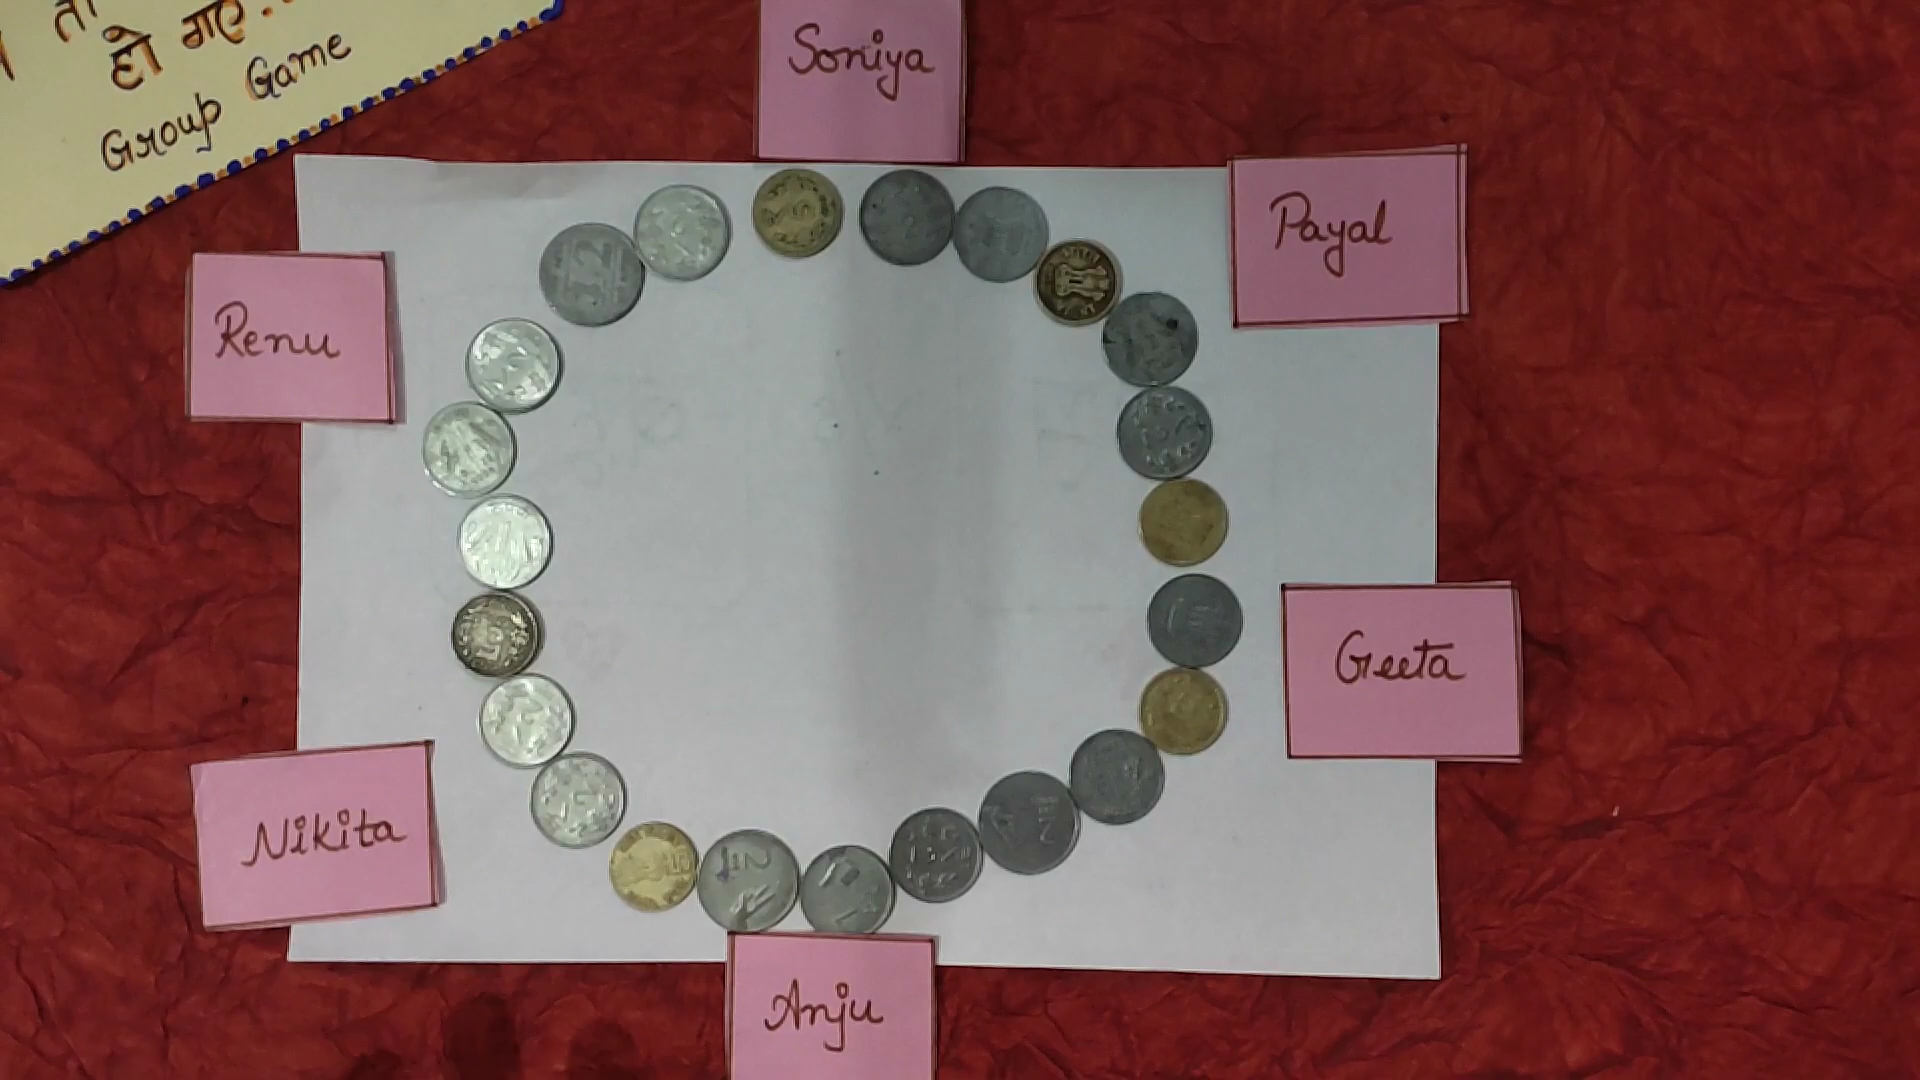 हो गए..
Group Game
Soniya
Payal
Renu
Geeta
Nikita
Anju